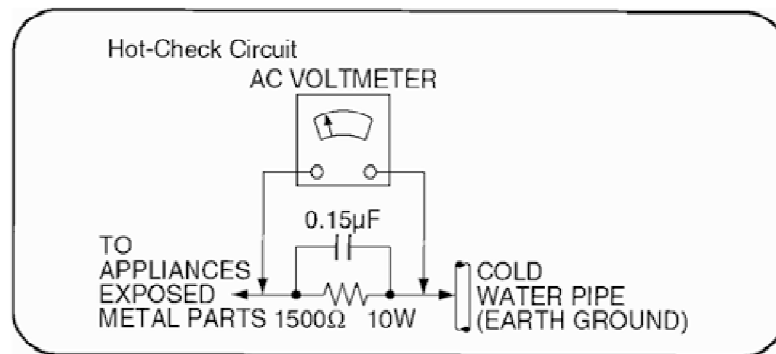 Hot-Check Circuit
AC VOLTMETER
0.15µF
TO
APPLIANCES
EXPOSED
METAL PARTS
1500Ω 10W
COLD
WATER PIPE
(EARTH GROUND)